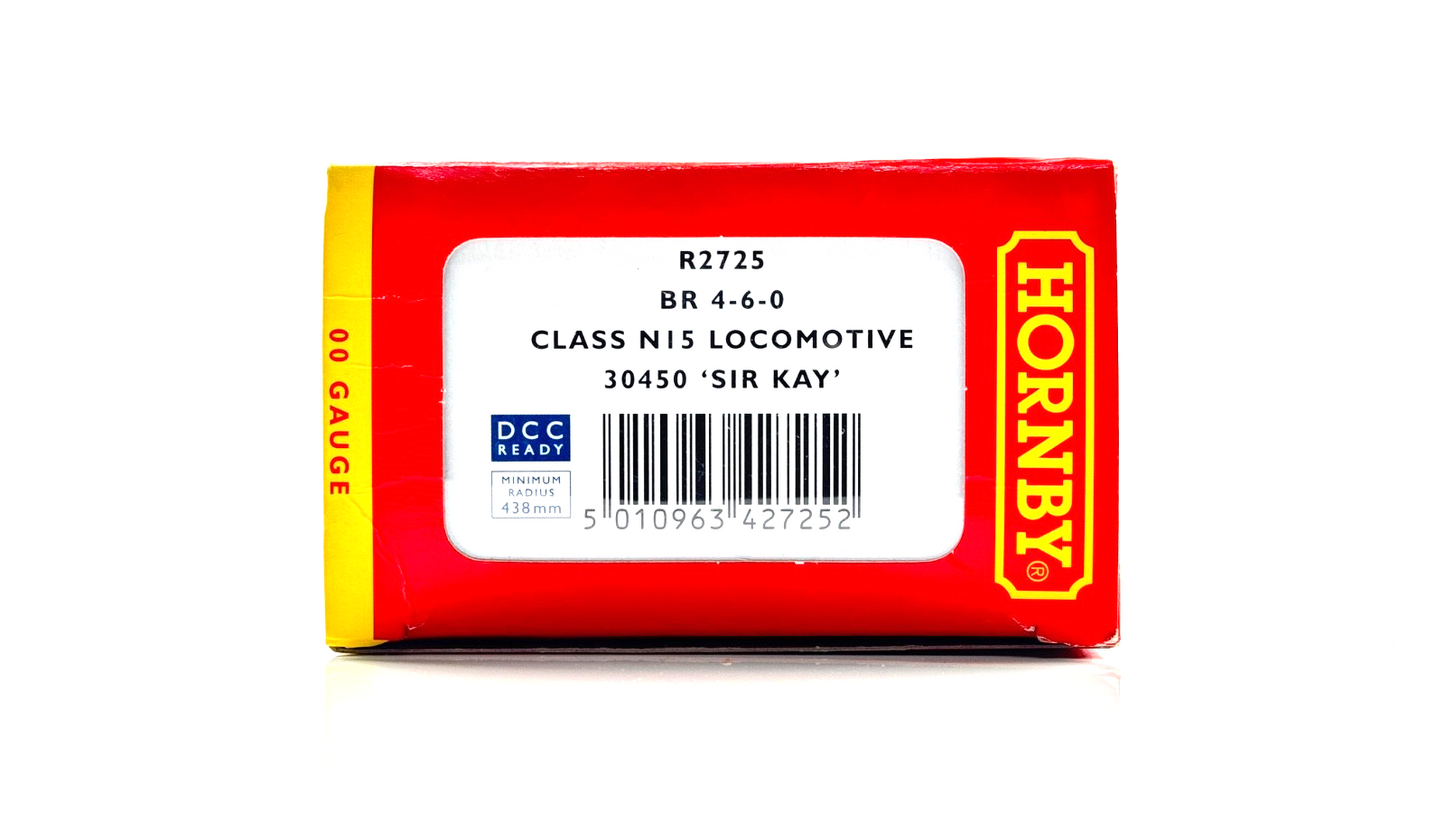 00 GAUGE
R2725
BR 4-6-0
CLASS N15 LOCOMOTIVE
30450 ‘SIR KAY’
DCC
READY
MINIMUM
RADIUS
438mm
5 010963 427252
HORNBY®